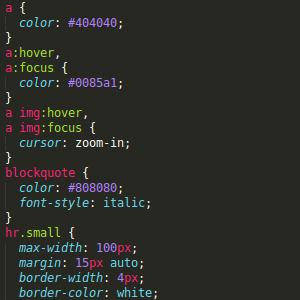 a {
  color: #404040;
}
a:hover,
a:focus {
  color: #0085a1;
}
a img:hover,
a img:focus {
  cursor: zoom-in;
}
blockquote {
  color: #808080;
  font-style: italic;
}
hr.small {
  max-width: 100px;
  margin: 15px auto;
  border-width: 4px;
  border-color: white;